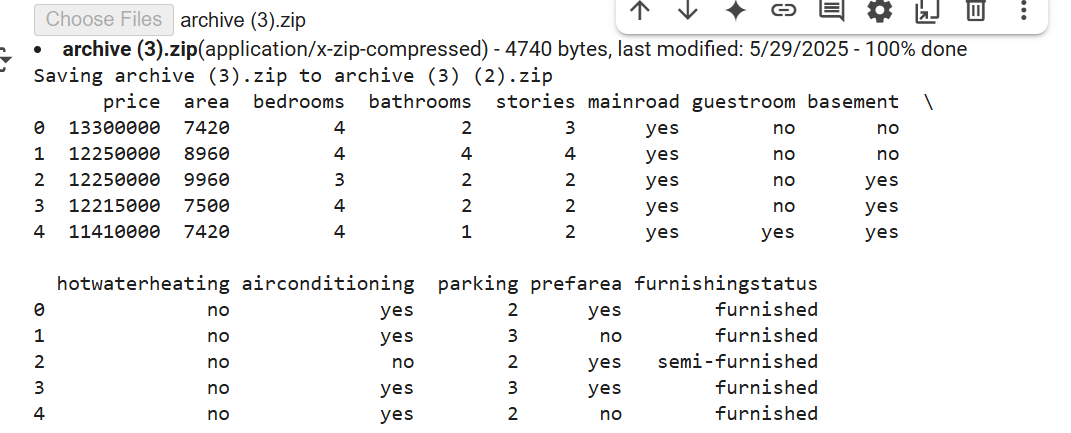 Choose Files archive (3).zip
• archive (3).zip(application/x-zip-compressed) - 4740 bytes, last modified: 5/29/2025 - 100% done
Saving archive (3).zip to archive (3) (2).zip
price area bedrooms bathrooms stories mainroad guestroom basement \
0 13300000 7420 4 2 3 yes no no
1 12250000 8960 4 4 4 yes no no
2 12250000 9960 3 2 2 yes no yes
3 12215000 7500 4 2 2 yes no yes
4 11410000 7420 4 1 2 yes yes yes
hotwaterheating airconditioning parking prefarea furnishingstatus
0 no yes 2 yes furnished
1 no yes 3 no furnished
2 no no 2 yes semi-furnished
3 no yes 3 yes furnished
4 no yes 2 no furnished